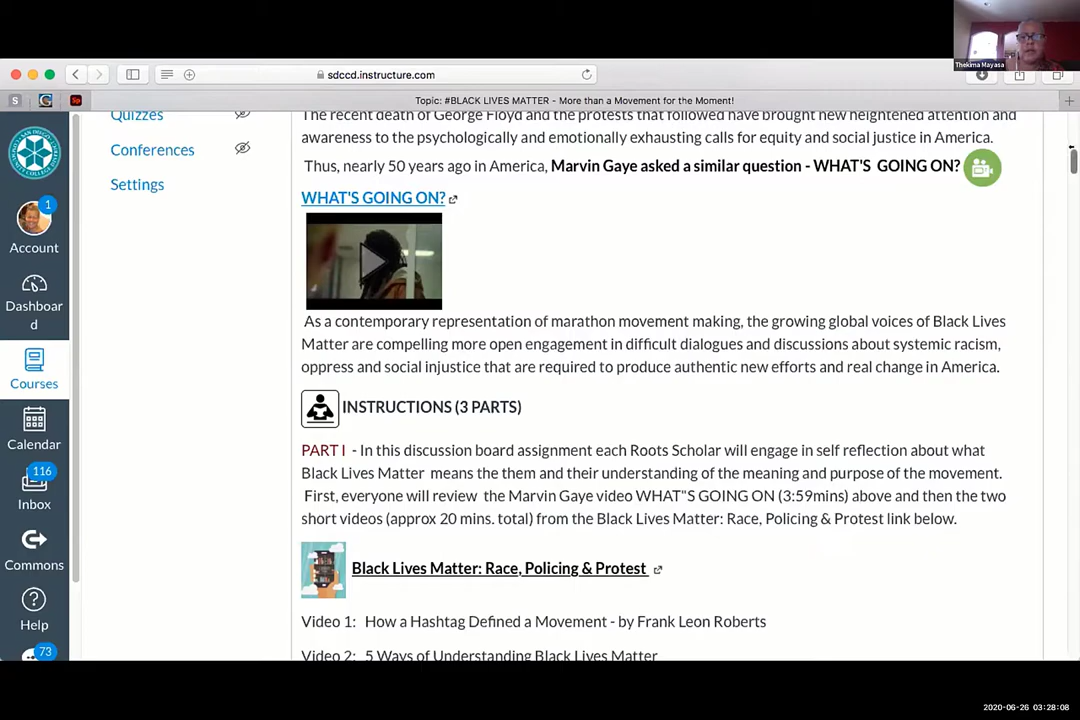 Thekima Mayasa
sdccd.instructure.com
S
Sp
Topic: #BLACK LIVES MATTER - More than a Movement for the Moment!
Quizzes
Conferences
Settings
1
Account
Dashboar
d
Courses
Calendar
116
Inbox
Commons
Help
73
The recent death of George Floyd and the protests that followed have brought new heightened attention and
awareness to the psychologically and emotionally exhausting calls for equity and social justice in America.
Thus, nearly 50 years ago in America, Marvin Gaye asked a similar question - WHAT'S GOING ON?
WHAT'S GOING ON?
As a contemporary representation of marathon movement making, the growing global voices of Black Lives
Matter are compelling more open engagement in difficult dialogues and discussions about systemic racism,
oppress and social injustice that are required to produce authentic new efforts and real change in America.
INSTRUCTIONS (3 PARTS)
PART I - In this discussion board assignment each Roots Scholar will engage in self reflection about what
Black Lives Matter means the them and their understanding of the meaning and purpose of the movement.
First, everyone will review the Marvin Gaye video WHAT"S GOING ON (3:59mins) above and then the two
short videos (approx 20 mins. total) from the Black Lives Matter: Race, Policing & Protest link below.
Black Lives Matter: Race, Policing & Protest
Video 1: How a Hashtag Defined a Movement - by Frank Leon Roberts
Video 2: 5 Ways of Understanding Black Lives Matter
2020-06-26 03:28:08